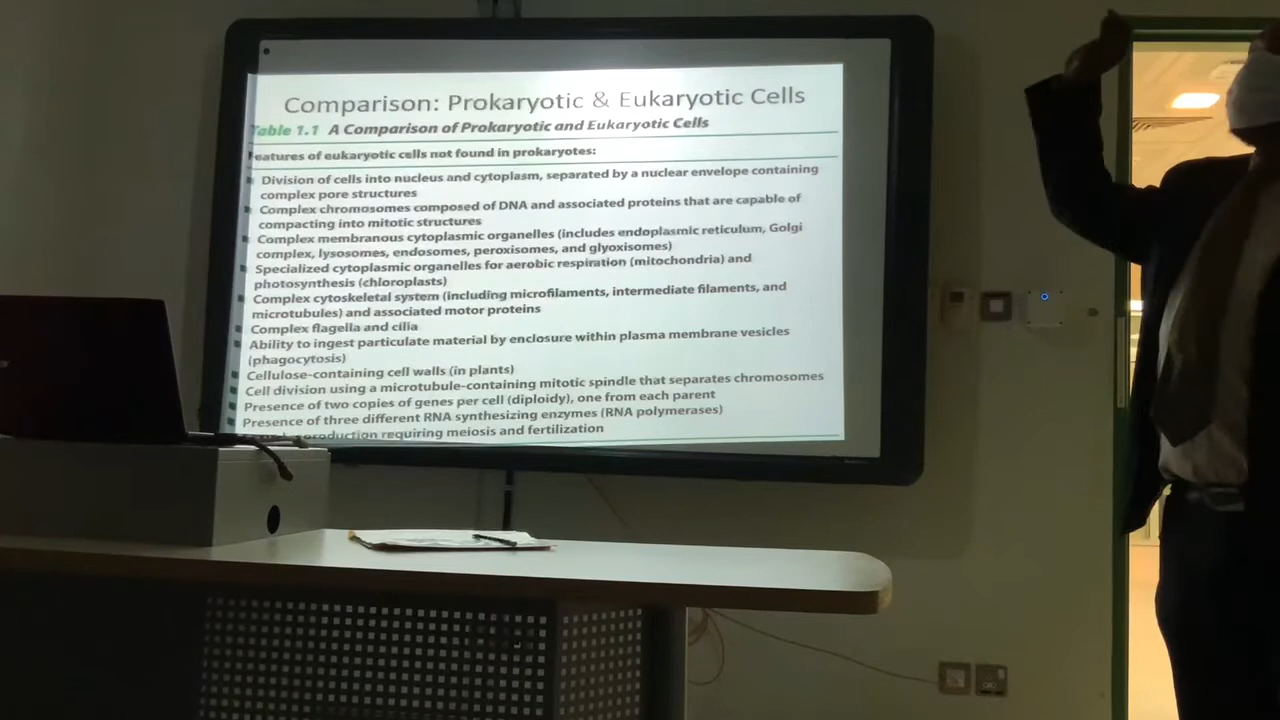 Comparison: Prokaryotic & Eukaryotic Cells
Table 1.1 A Comparison of Prokaryotic and Eukaryotic Cells
Features of eukaryotic cells not found in prokaryotes:
Division of cells into nucleus and cytoplasm, separated by a nuclear envelope containing
complex pore structures
Complex chromosomes composed of DNA and associated proteins that are capable of
compacting into mitotic structures
Complex membranous cytoplasmic organelles (includes endoplasmic reticulum, Golgi
complex, lysosomes, endosomes, peroxisomes, and glyoxisomes)
Specialized cytoplasmic organelles for aerobic respiration (mitochondria) and
photosynthesis (chloroplasts)
Complex cytoskeletal system (including microfilaments, intermediate filaments, and
microtubules) and associated motor proteins
Complex flagella and cilia
Ability to ingest particulate material by enclosure within plasma membrane vesicles
(phagocytosis)
Cellulose-containing cell walls (in plants)
Cell division using a microtubule-containing mitotic spindle that separates chromosomes
Presence of two copies of genes per cell (diploidy), one from each parent
Presence of three different RNA synthesizing enzymes (RNA polymerases)
requiring meiosis and fertilization